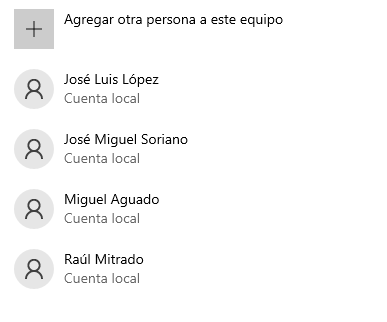 Agregar otra persona a este equipo
José Luis López
Cuenta local
José Miguel Soriano
Cuenta local
Miguel Aguado
Cuenta local
Raúl Mitrado
Cuenta local